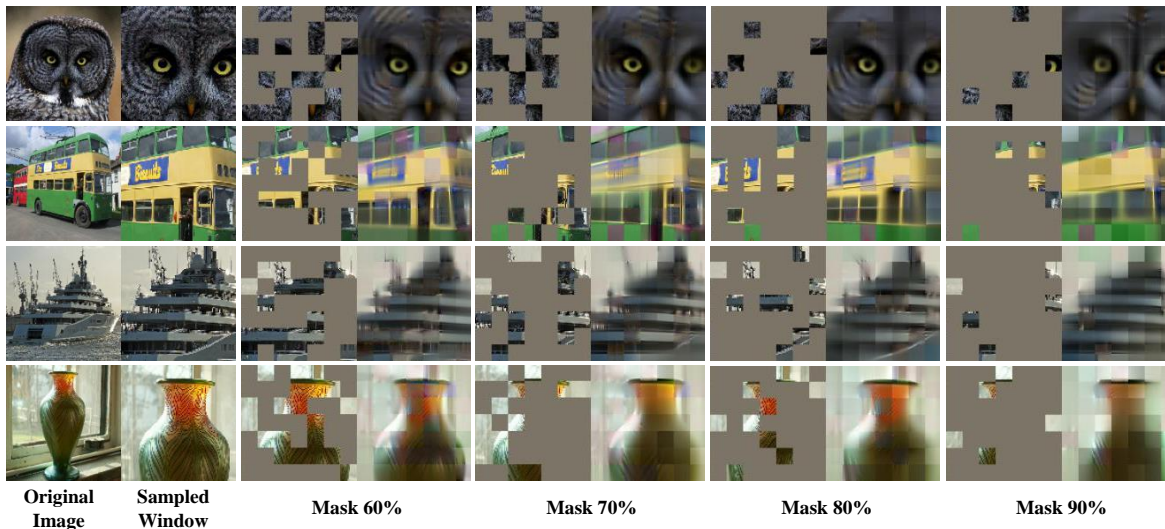 Original
Image
Sampled
Window
Mask 60%
Mask 70%
Mask 80%
Mask 90%